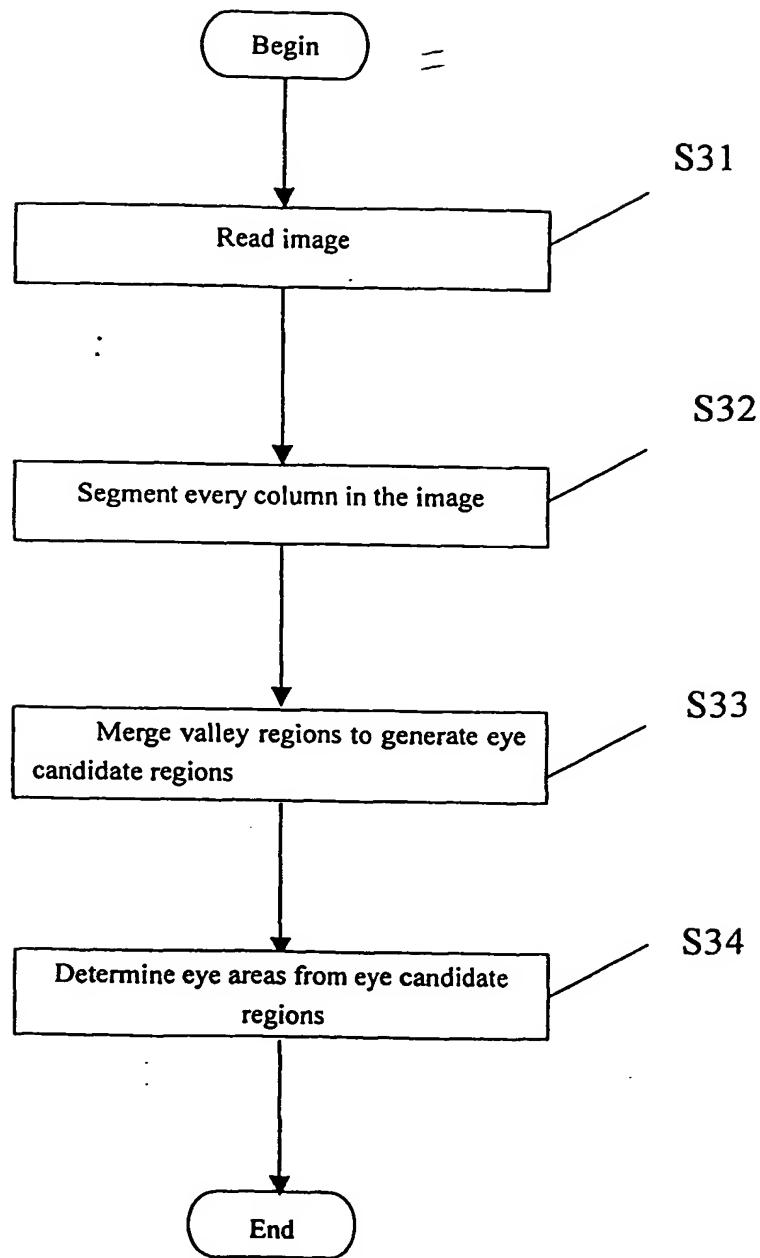 Begin
S31
Read image
S32
Segment every column in the image
S33
Merge valley regions to generate eye
candidate regions
S34
Determine eye areas from eye candidate
regions
End